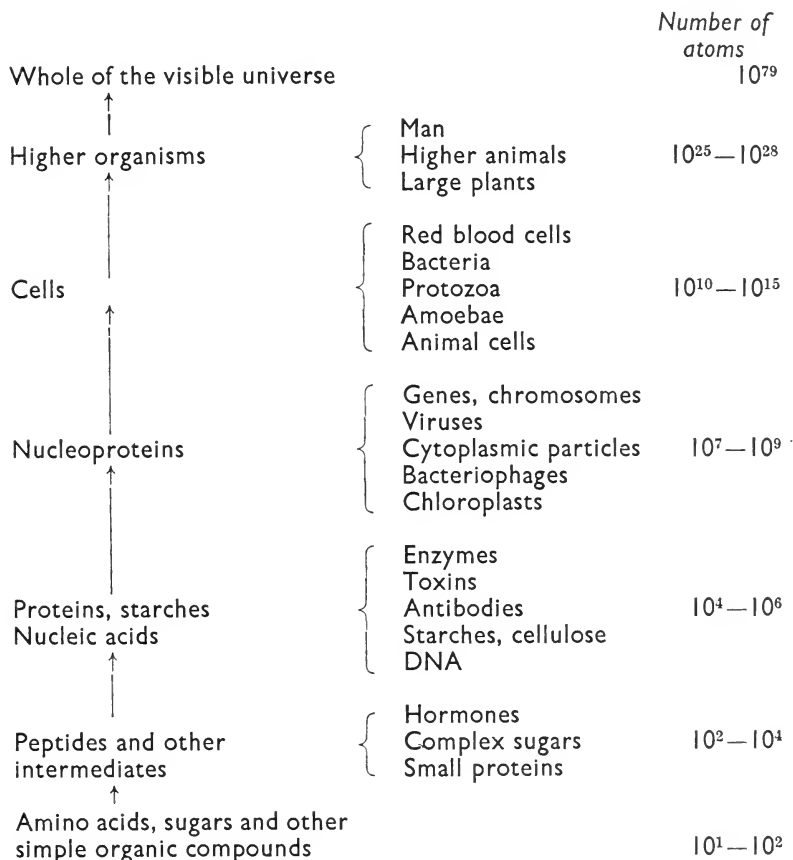 Number of
atoms
Whole of the visible universe 10⁷⁹
Man
Higher organisms Higher animals 10²⁵—10²⁸
Large plants
Red blood cells
Bacteria
Cells Protozoa 10¹⁰—10¹⁵
Amoebae
Animal cells
Genes, chromosomes
Viruses
Nucleoproteins Cytoplasmic particles 10⁷—10⁹
Bacteriophages
Chloroplasts
Enzymes
Toxins
Proteins, starches Antibodies 10⁴—10⁶
Nucleic acids Starches, cellulose
DNA
Hormones
Peptides and other Complex sugars 10²—10⁴
intermediates Small proteins
Amino acids, sugars and other
simple organic compounds 10¹—10²